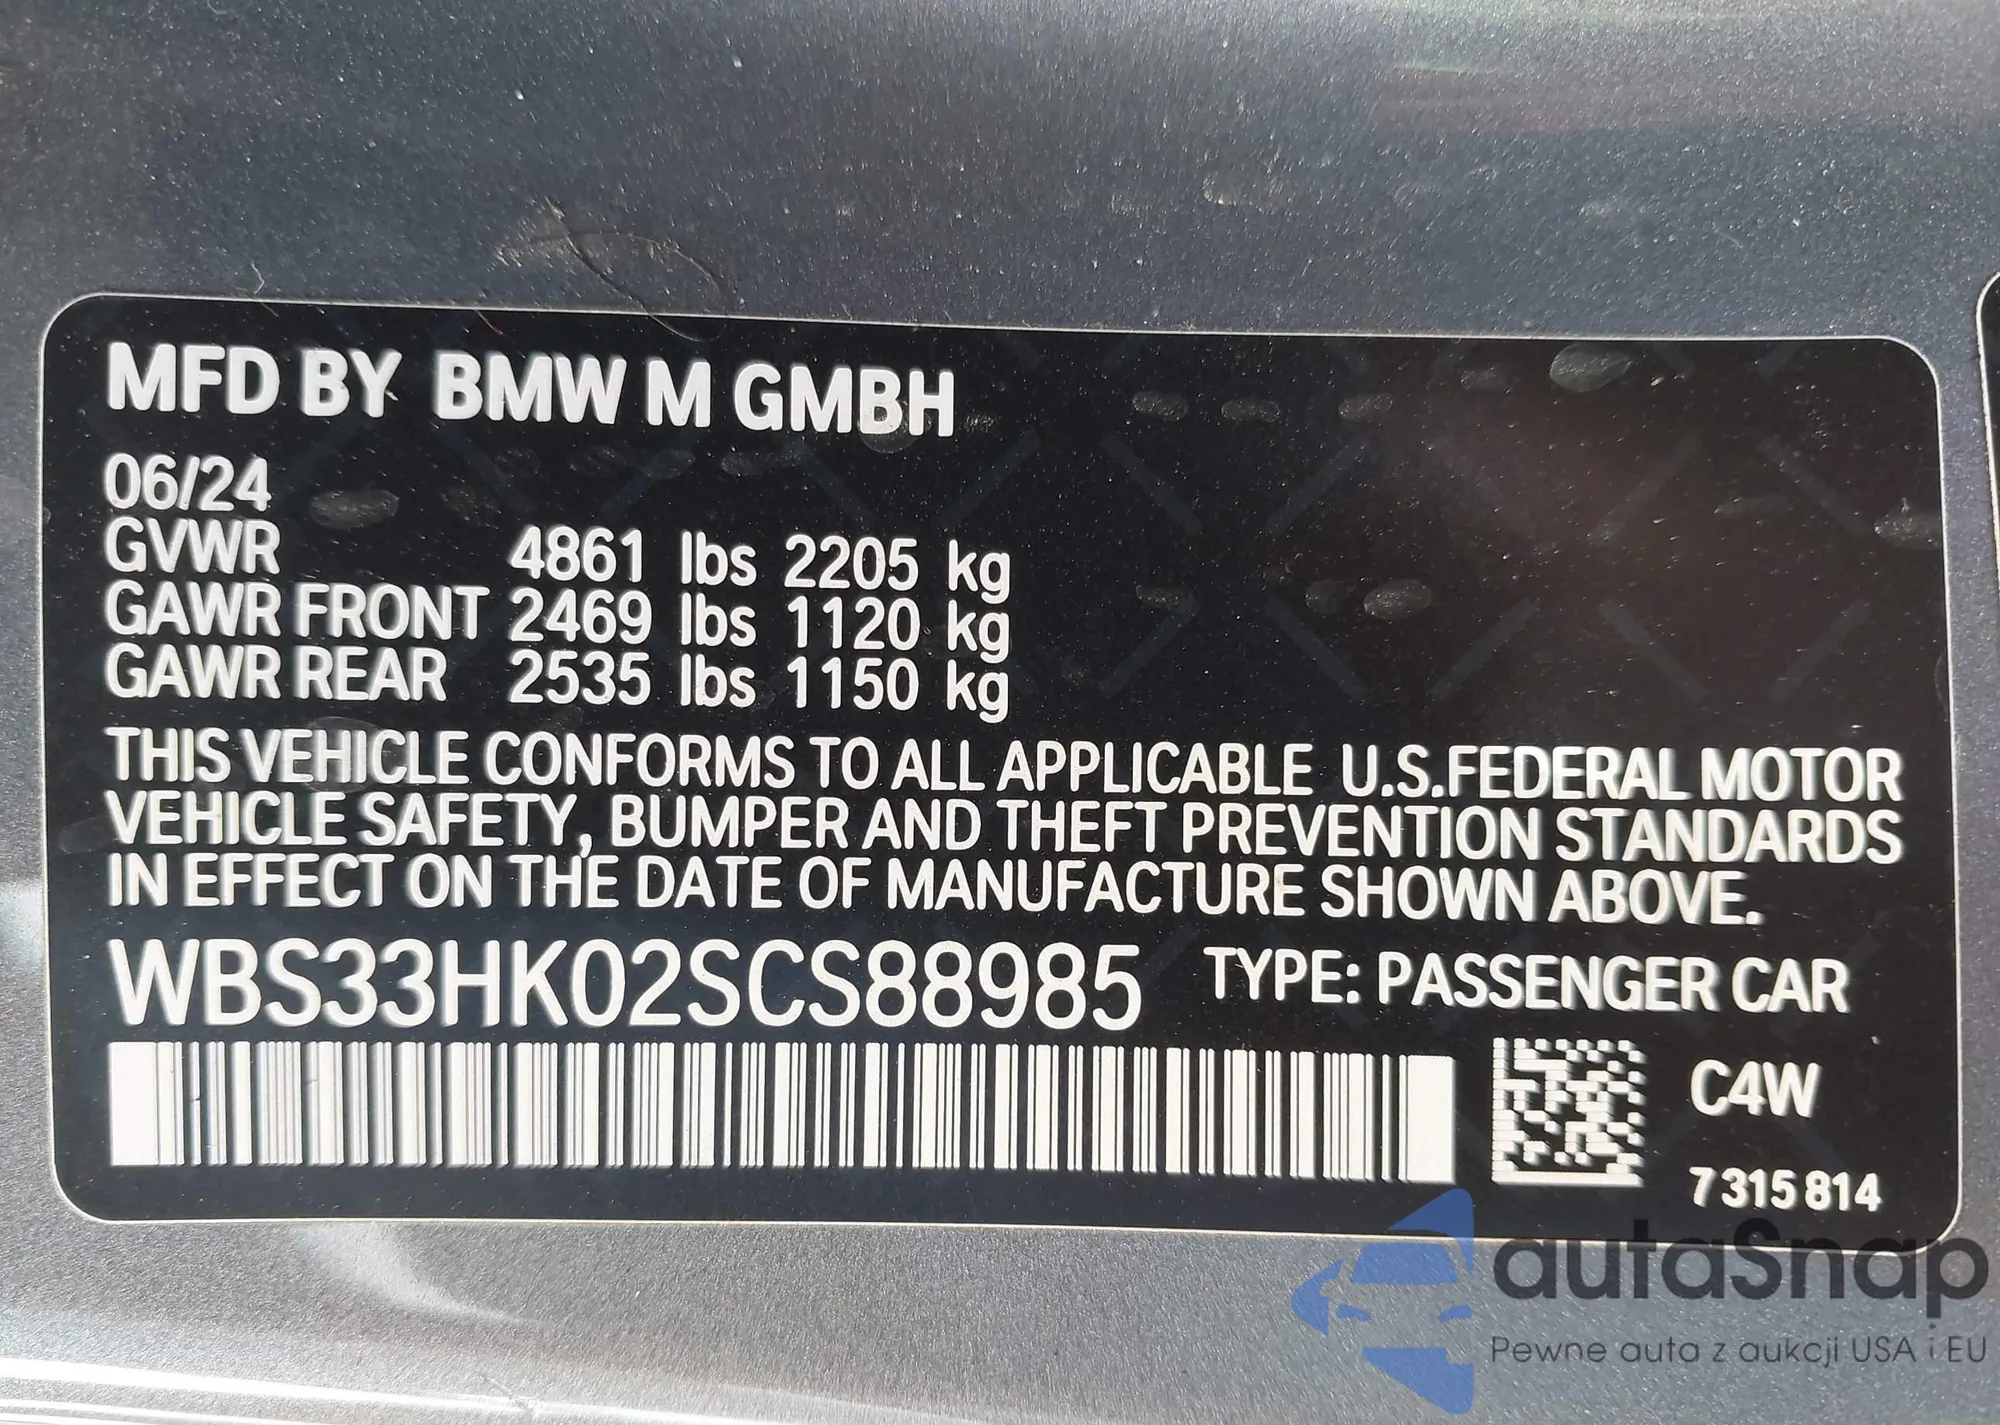 MFD BY BMW M GMBH
06/24
GVWR 4861 lbs 2205 kg
GAWR FRONT 2469 lbs 1120 kg
GAWR REAR 2535 lbs 1150 kg
THIS VEHICLE CONFORMS TO ALL APPLICABLE U.S.FEDERAL MOTOR
VEHICLE SAFETY, BUMPER AND THEFT PREVENTION STANDARDS
IN EFFECT ON THE DATE OF MANUFACTURE SHOWN ABOVE.
WBS33HK02SCS88985 TYPE: PASSENGER CAR
C4W
7 315 814
autaSnap
Pewne auta z aukcji USA i EU